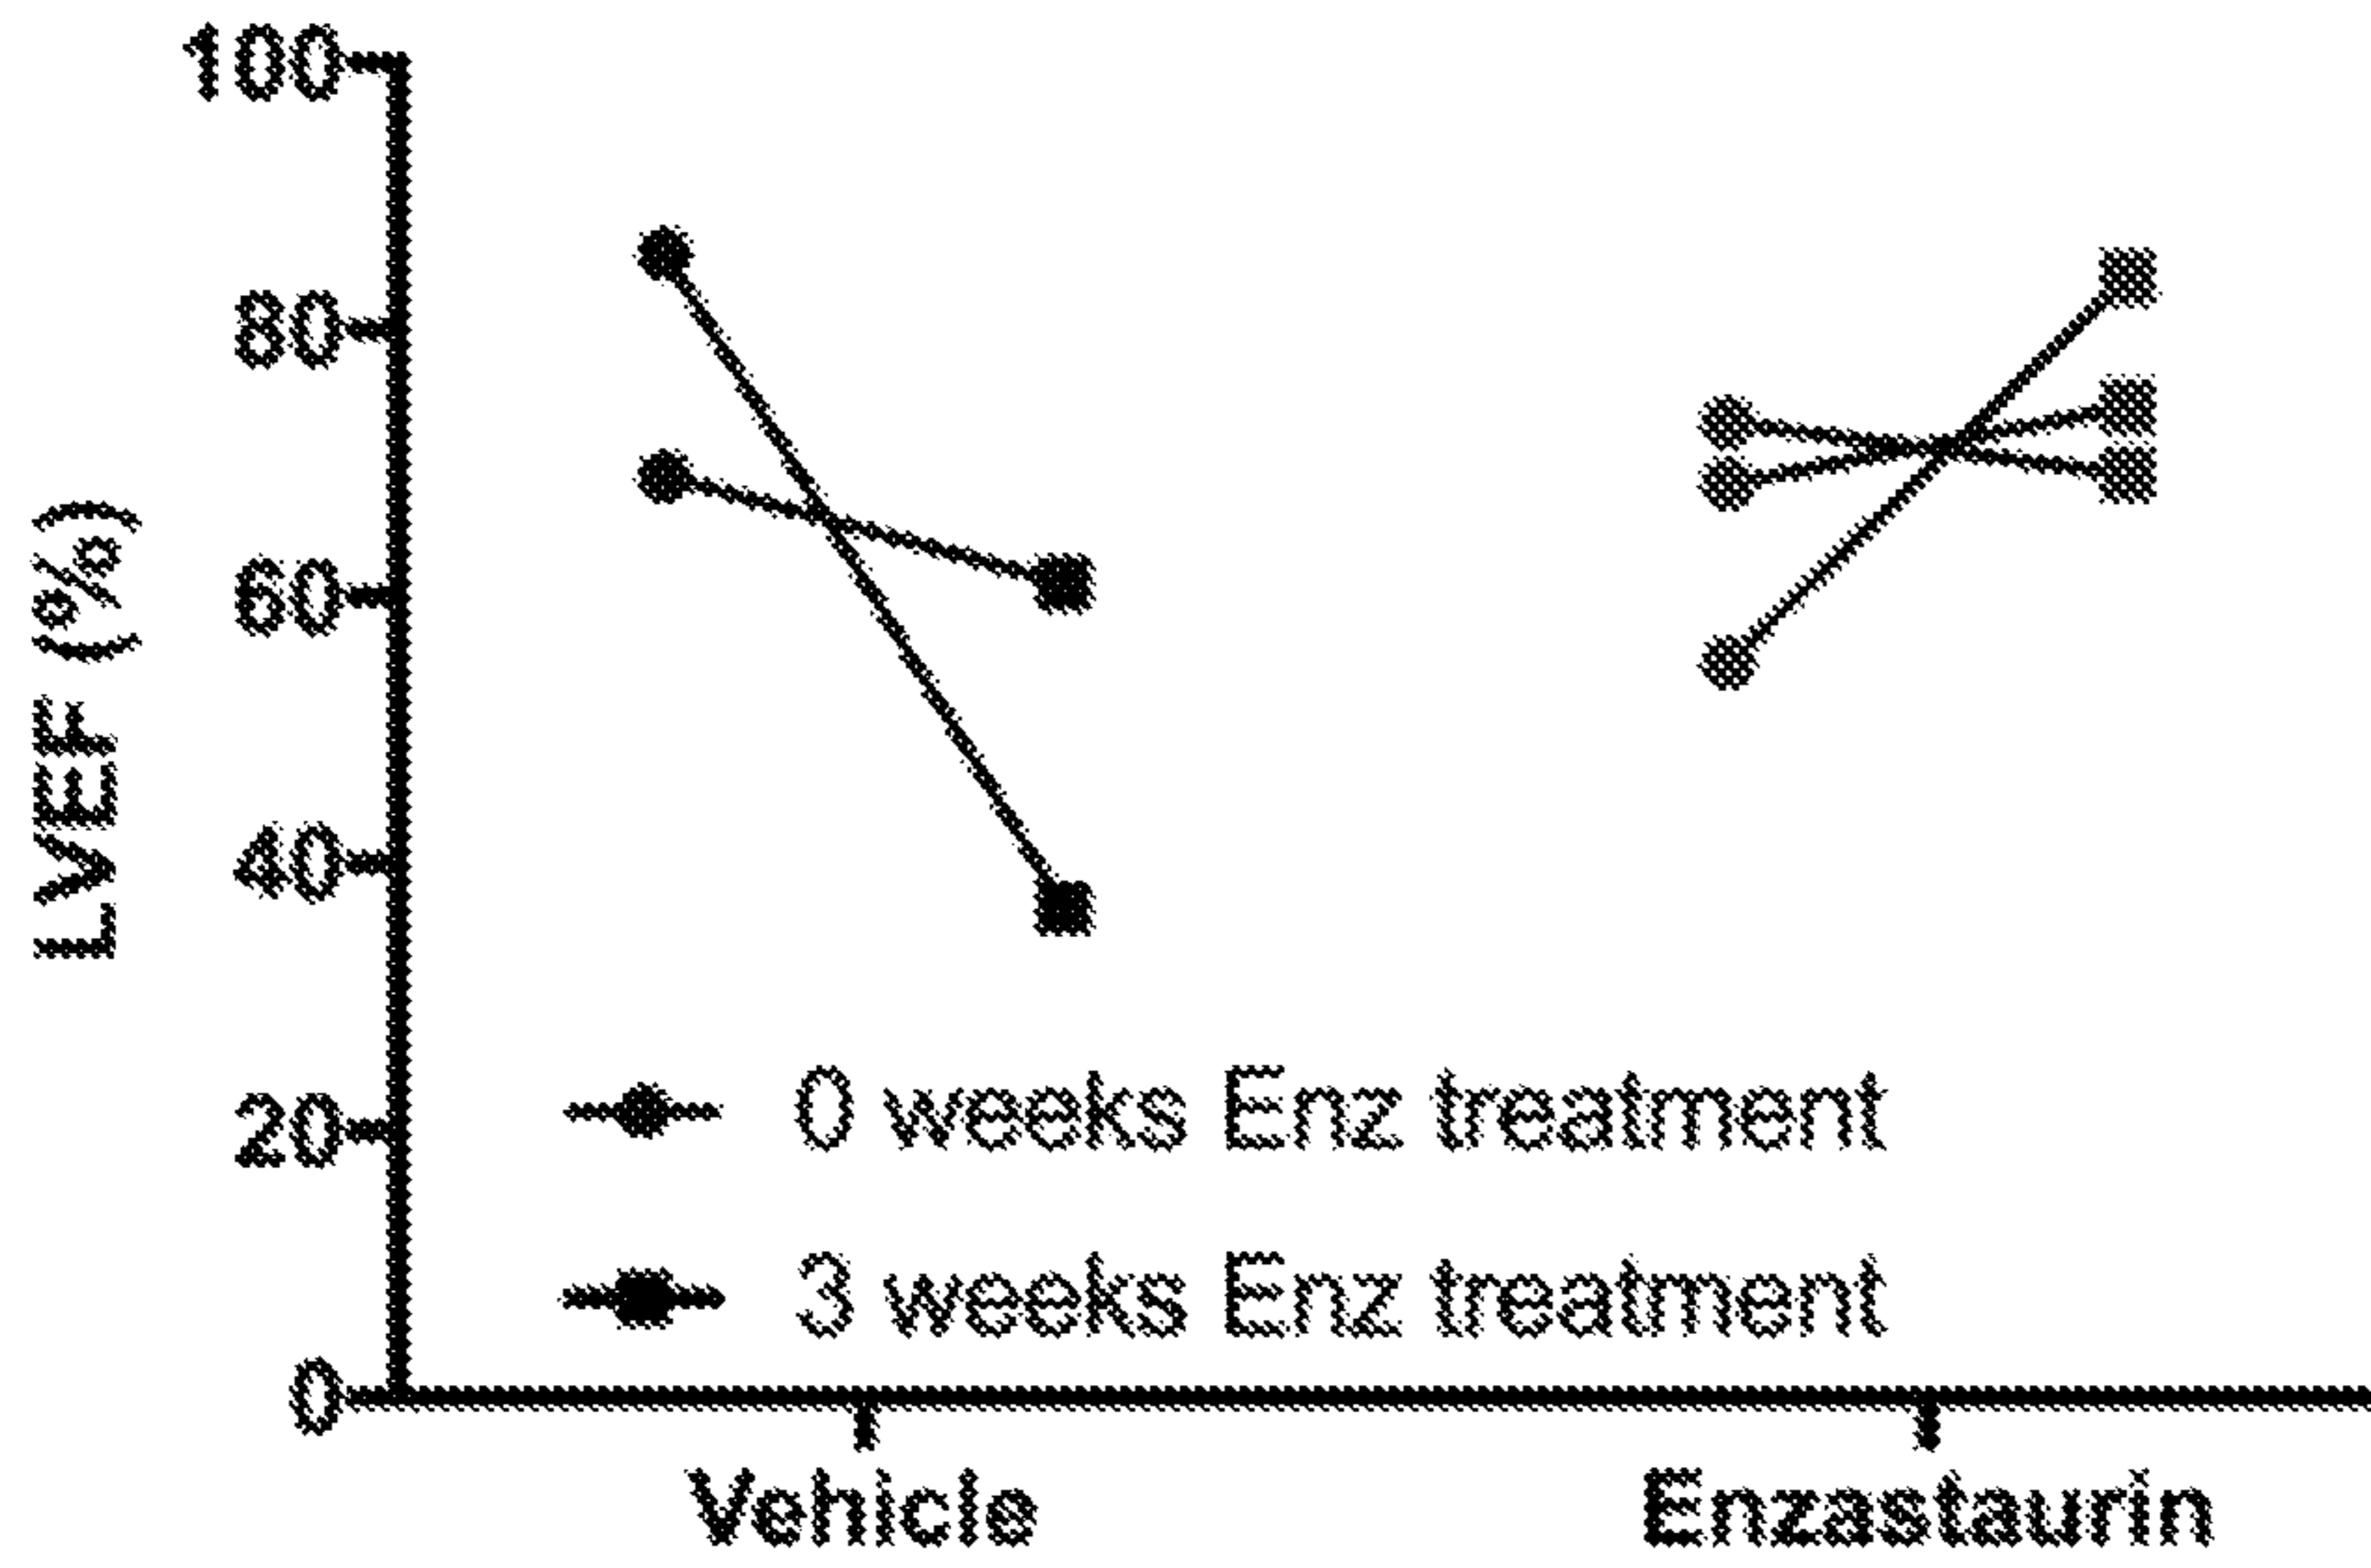 100
80
60
40
20
0
LVEF (%)
0 weeks Enz treatment
3 weeks Enz treatment
Vehicle
Enzastaurin